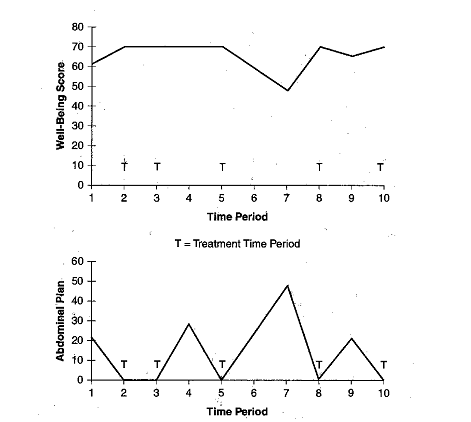 80
70
60
50
40
30
20
10
0
Well-Being Score
T T T T T
1 2 3 4 5 6 7 8 9 10
Time Period
T = Treatment Time Period
60
50
40
30
20
10
0
Abdominal Plan
T T T T T
1 2 3 4 5 6 7 8 9 10
Time Period